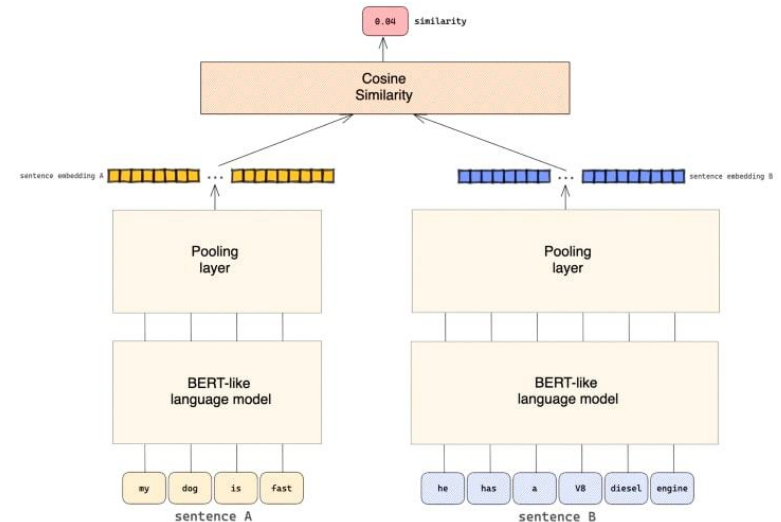 0.04 similarity
Cosine
Similarity
sentence embedding A ... ... sentence embedding B
Pooling
layer
Pooling
layer
BERT-like
language model
BERT-like
language model
my dog is fast he has a V8 diesel engine
sentence A sentence B